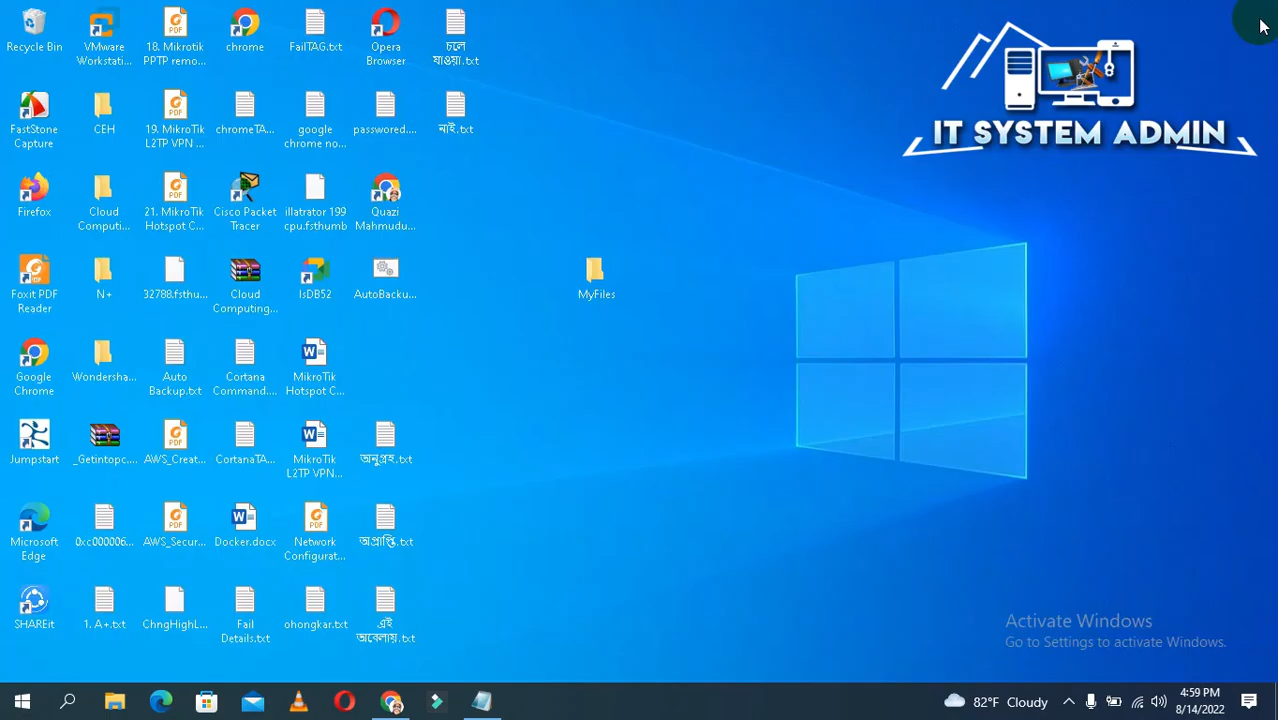 Recycle Bin
VMware
Workstati...
18. Mikrotik
PPTP remo...
chrome
FailTAG.txt
Opera
Browser
চলে
যাওয়া.txt
IT SYSTEM ADMIN
FastStone
Capture
CEH
19. MikroTik
L2TP VPN ...
chromeTA...
google
chrome no...
passwored....
নাই.txt
Firefox
Cloud
Computi...
21. MikroTik
Hotspot C...
Cisco Packet
Tracer
illatrator 199
cpu.fsthumb
Quazi
Mahmudu...
Foxit PDF
Reader
N+
32788.fsthu...
Cloud
Computing...
IsDB52
AutoBacku...
MyFiles
Google
Chrome
Wondersha...
Auto
Backup.txt
Cortana
Command....
MikroTik
Hotspot C...
Jumpstart
_Getintopc....
AWS_Creat...
CortanaTA...
MikroTik
L2TP VPN...
অনুগ্রহ.txt
Microsoft
Edge
0xc000006...
AWS_Secur...
Docker.docx
Network
Configurat...
অপ্রাপ্তি.txt
SHAREit
1. A+.txt
ChngHighL...
Fail
Details.txt
ohongkar.txt
এই
অবেলায়.txt
Activate Windows
Go to Settings to activate Windows.
82°F Cloudy
4:59 PM
8/14/2022